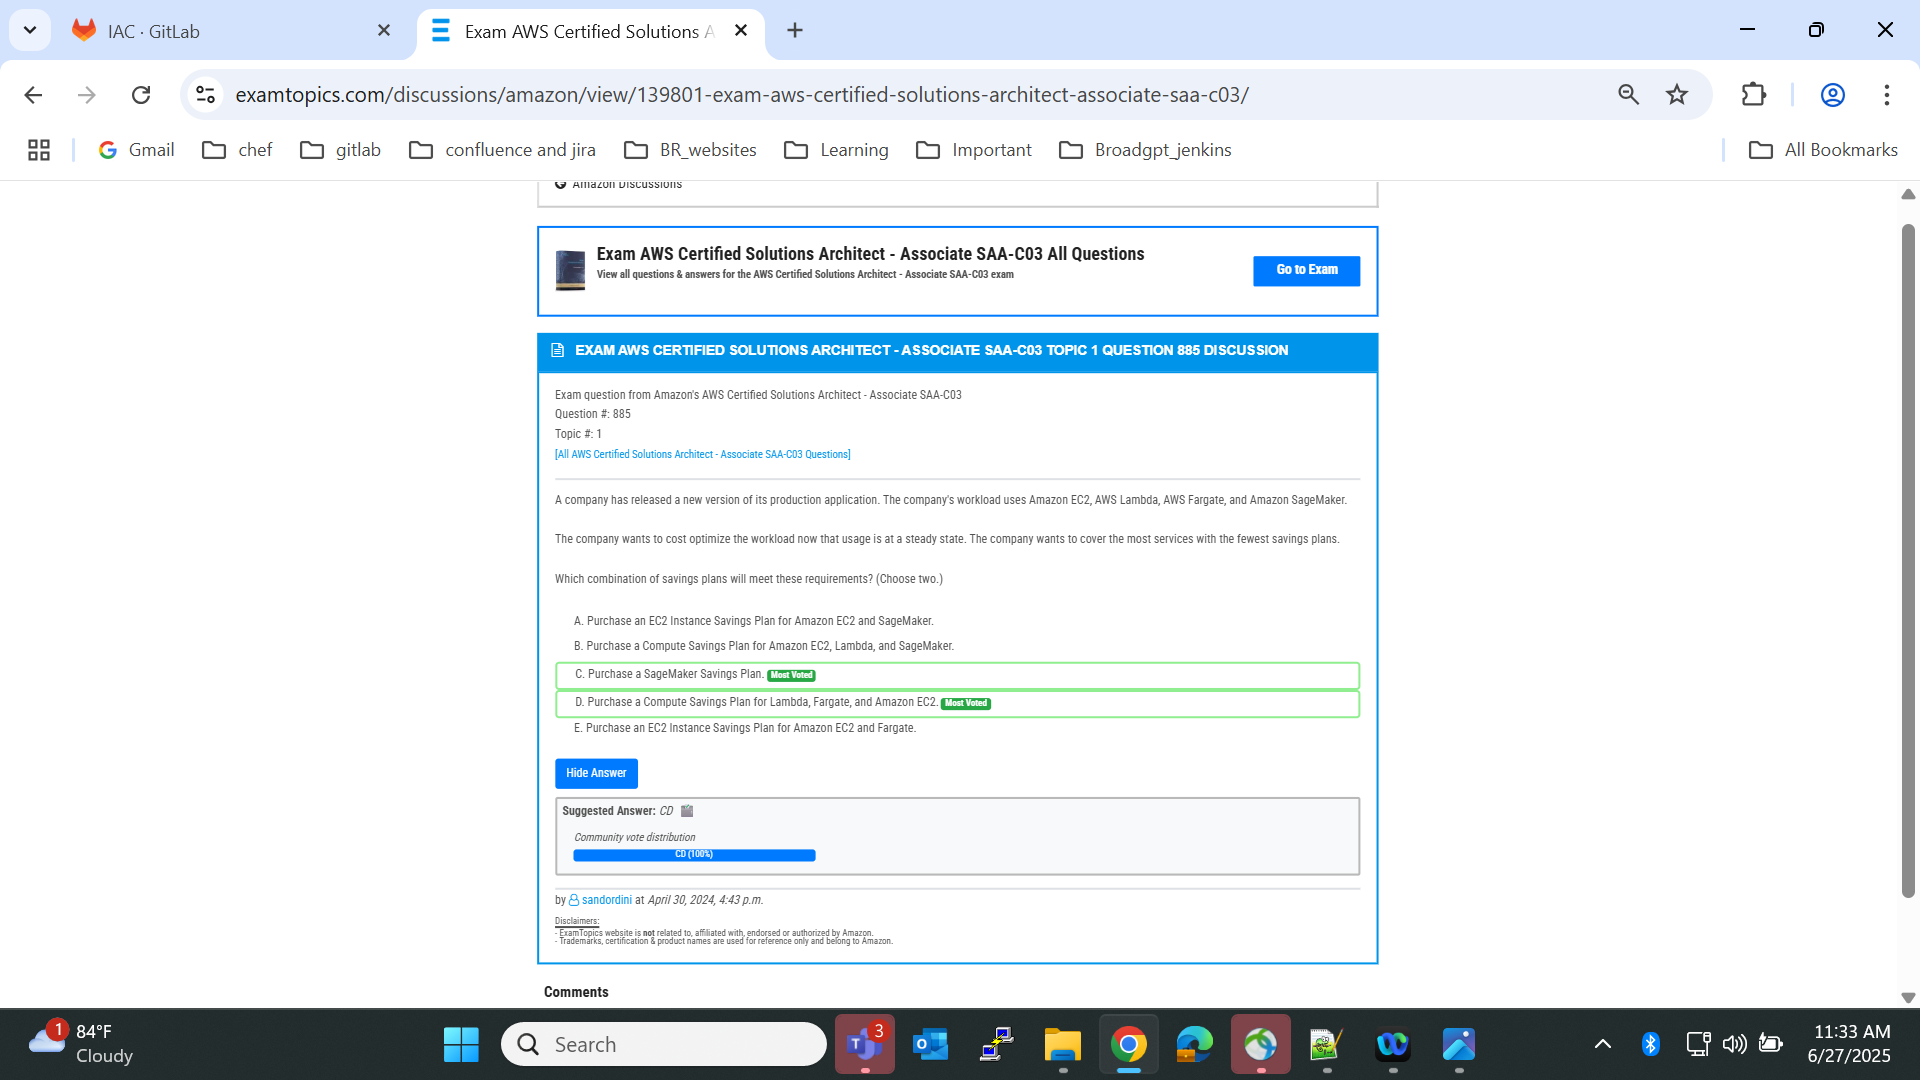 IAC · GitLab
Exam AWS Certified Solutions A
examtopics.com/discussions/amazon/view/139801-exam-aws-certified-solutions-architect-associate-saa-c03/
Gmail
chef
gitlab
confluence and jira
BR_websites
Learning
Important
Broadgpt_jenkins
All Bookmarks
Amazon Discussions
Exam AWS Certified Solutions Architect - Associate SAA-C03 All Questions
View all questions & answers for the AWS Certified Solutions Architect - Associate SAA-C03 exam
Go to Exam
EXAM AWS CERTIFIED SOLUTIONS ARCHITECT - ASSOCIATE SAA-C03 TOPIC 1 QUESTION 885 DISCUSSION
Exam question from Amazon's AWS Certified Solutions Architect - Associate SAA-C03
Question #: 885
Topic #: 1
[All AWS Certified Solutions Architect - Associate SAA-C03 Questions]
A company has released a new version of its production application. The company's workload uses Amazon EC2, AWS Lambda, AWS Fargate, and Amazon SageMaker.
The company wants to cost optimize the workload now that usage is at a steady state. The company wants to cover the most services with the fewest savings plans.
Which combination of savings plans will meet these requirements? (Choose two.)
A. Purchase an EC2 Instance Savings Plan for Amazon EC2 and SageMaker.
B. Purchase a Compute Savings Plan for Amazon EC2, Lambda, and SageMaker.
C. Purchase a SageMaker Savings Plan. Most Voted
D. Purchase a Compute Savings Plan for Lambda, Fargate, and Amazon EC2. Most Voted
E. Purchase an EC2 Instance Savings Plan for Amazon EC2 and Fargate.
Hide Answer
Suggested Answer: CD
Community vote distribution
CD (100%)
by sandordini at April 30, 2024, 4:43 p.m.
Disclaimers:
- ExamTopics website is not related to, affiliated with, endorsed or authorized by Amazon.
- Trademarks, certification & product names are used for reference only and belong to Amazon.
Comments
1
84°F
Cloudy
Search
3
11:33 AM
6/27/2025